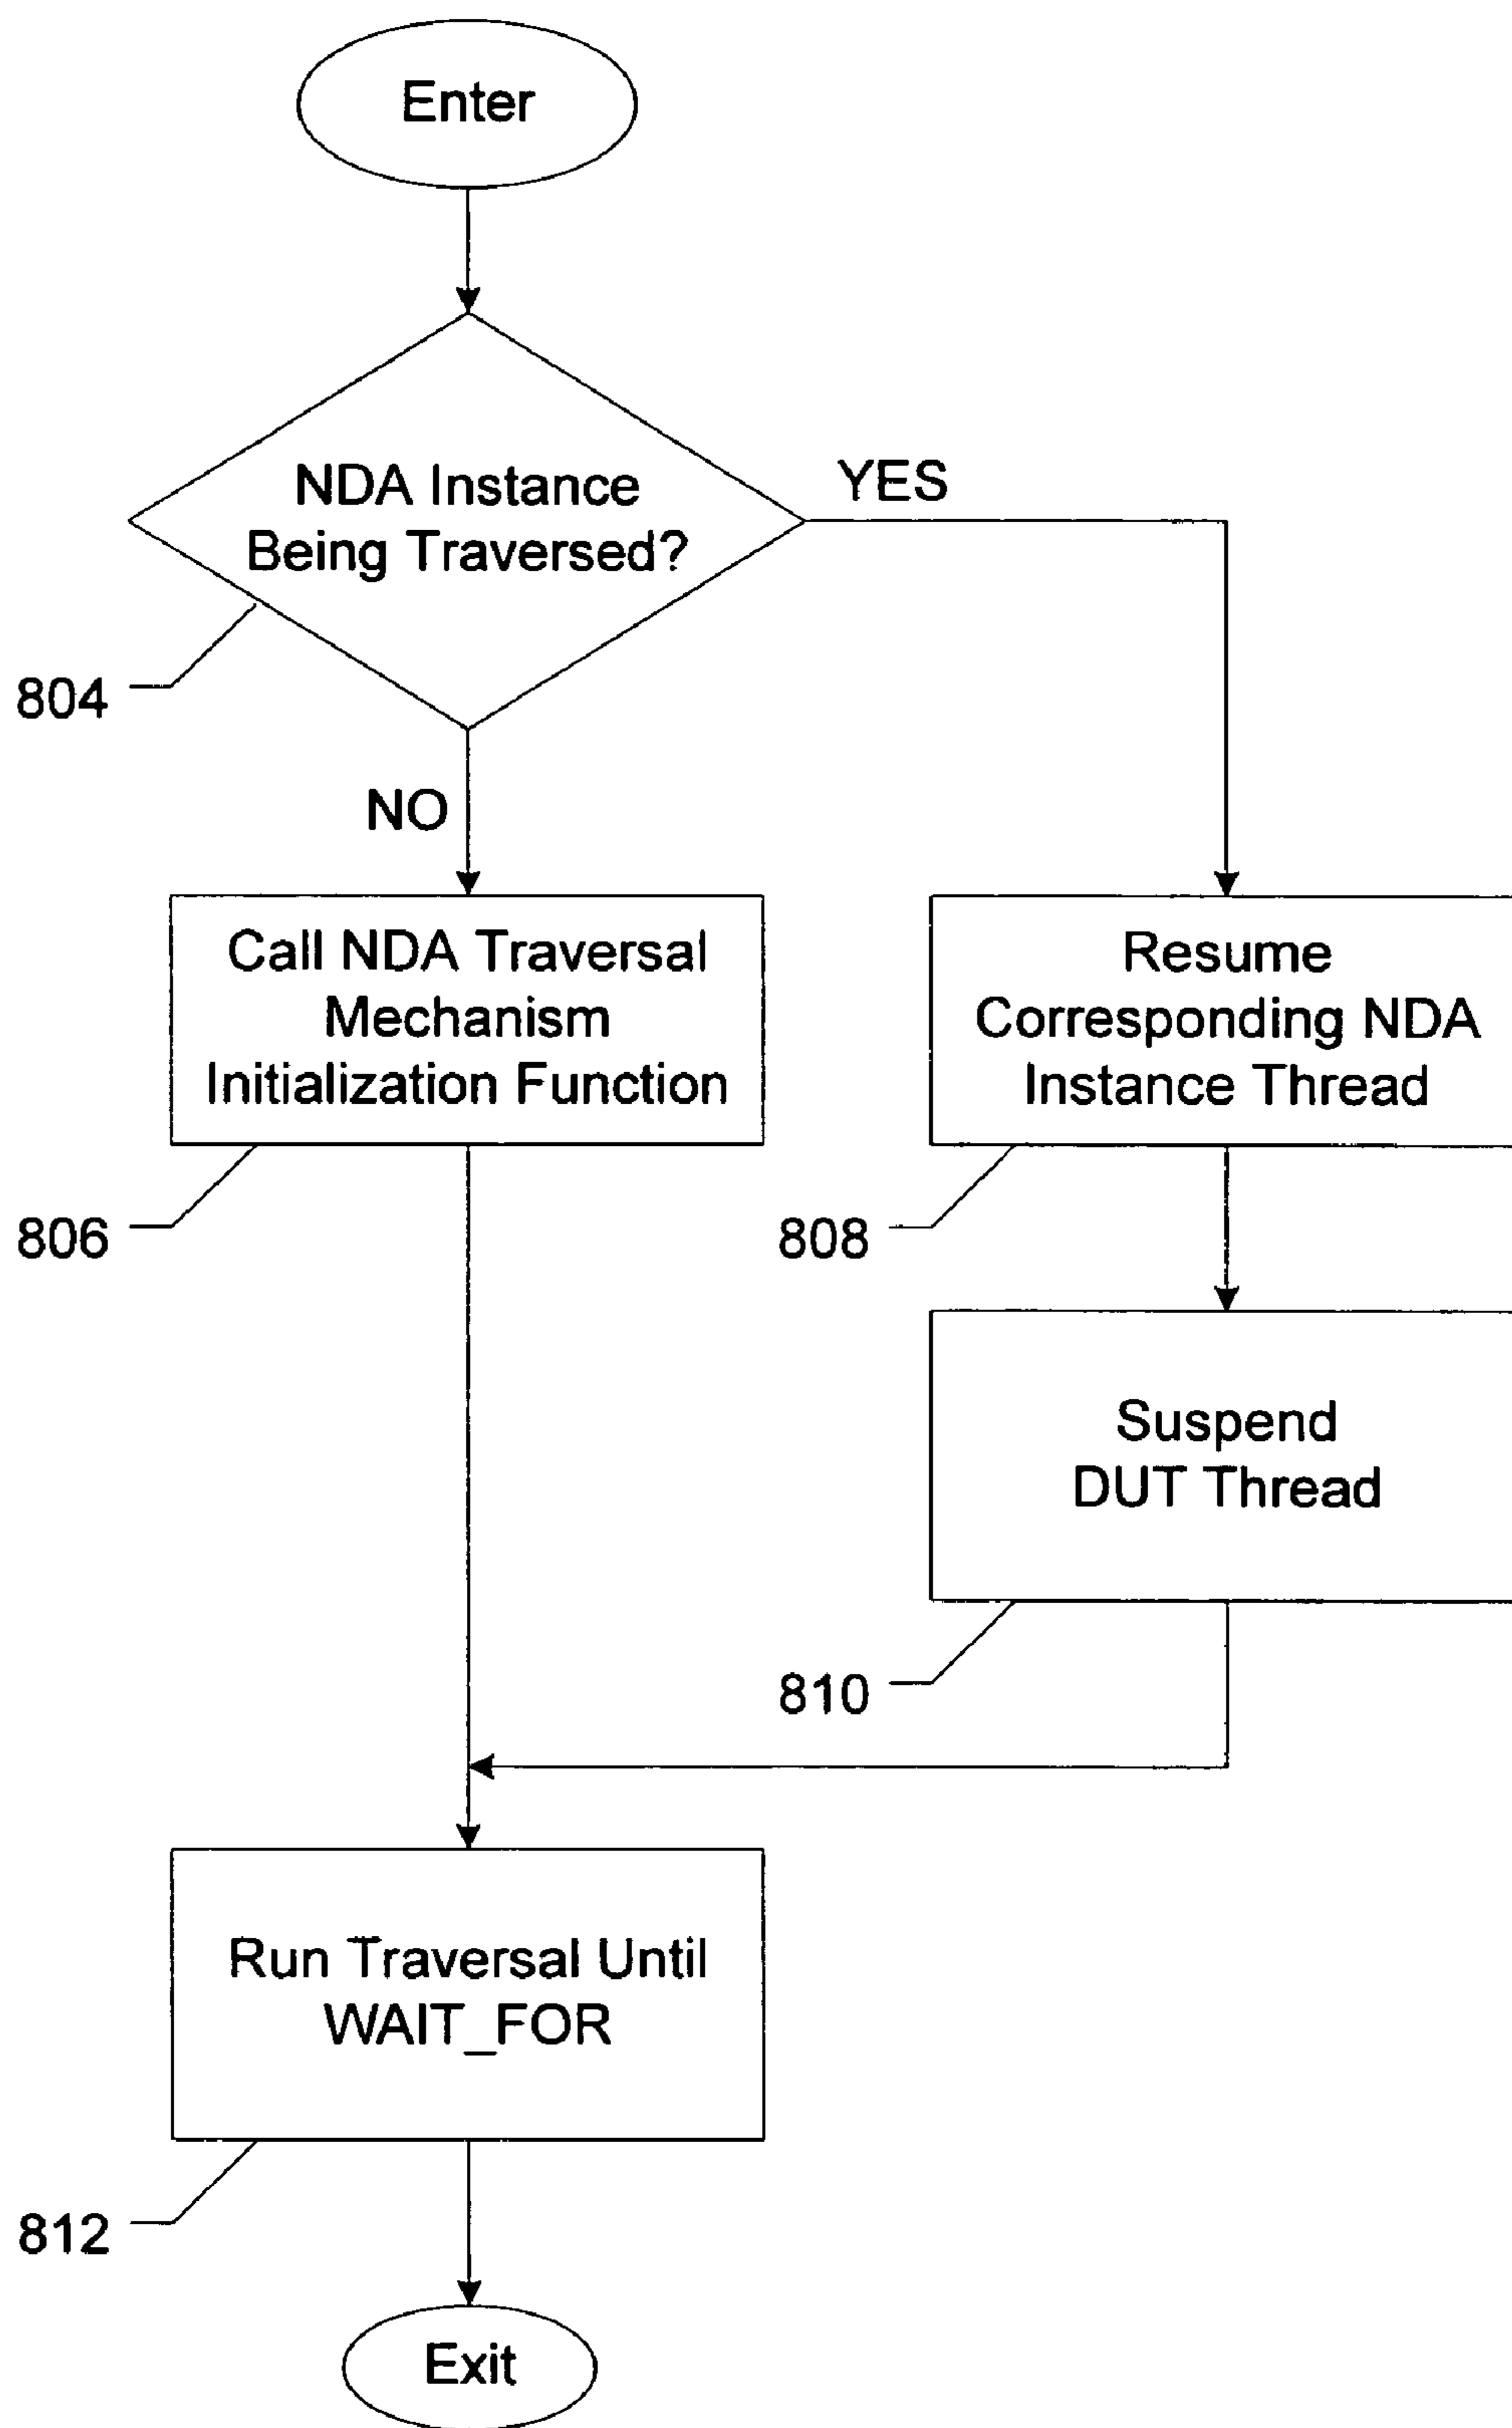 Enter
NDA Instance
Being Traversed?
YES
804
NO
Call NDA Traversal
Mechanism
Initialization Function
806
Resume
Corresponding NDA
Instance Thread
808
Suspend
DUT Thread
810
Run Traversal Until
WAIT_FOR
812
Exit